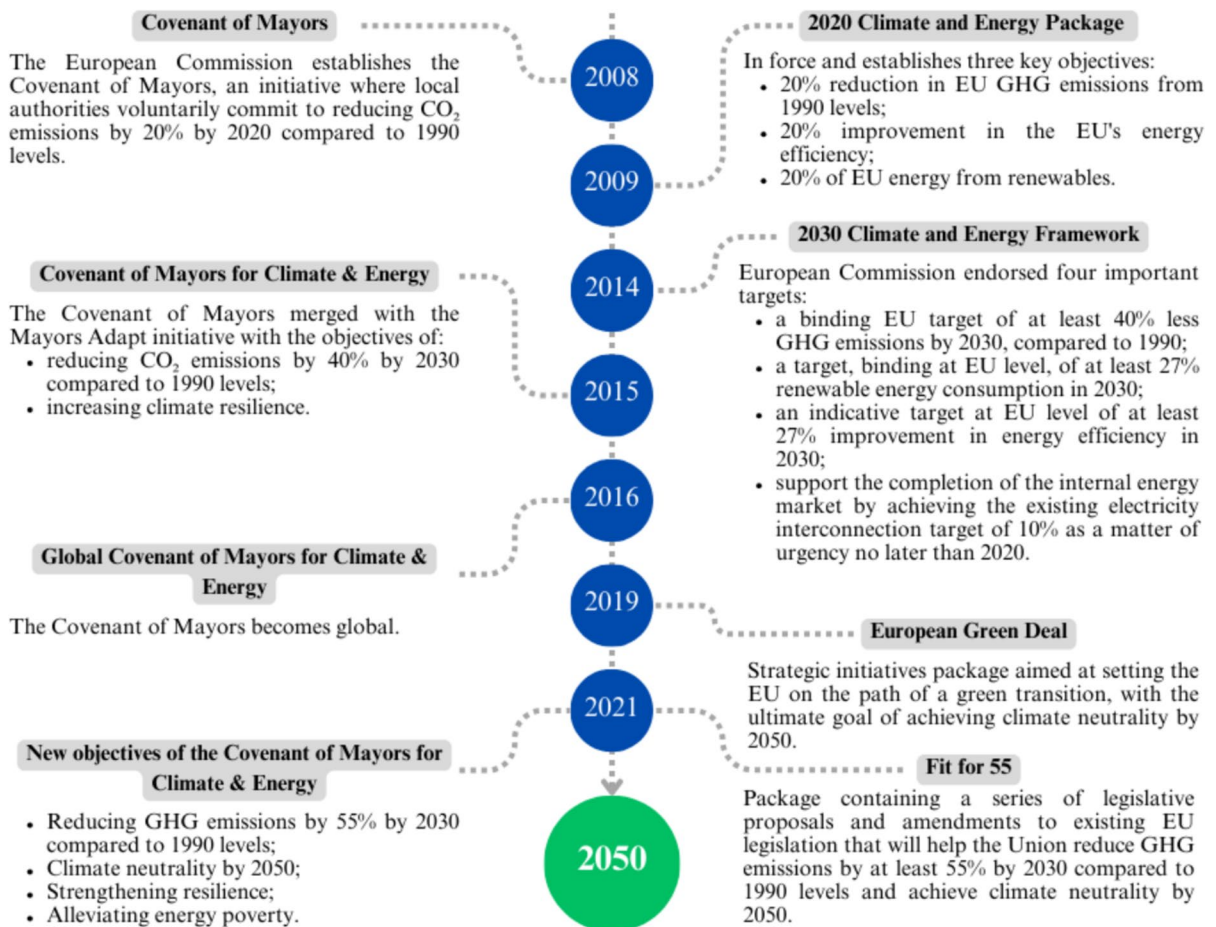 Covenant of Mayors
The European Commission establishes the
Covenant of Mayors, an initiative where local
authorities voluntarily commit to reducing CO₂
emissions by 20% by 2020 compared to 1990
levels.
2008
2020 Climate and Energy Package
In force and establishes three key objectives:
• 20% reduction in EU GHG emissions from
1990 levels;
• 20% improvement in the EU's energy
efficiency;
• 20% of EU energy from renewables.
2009
2030 Climate and Energy Framework
European Commission endorsed four important
targets:
• a binding EU target of at least 40% less
GHG emissions by 2030, compared to 1990;
• a target, binding at EU level, of at least 27%
renewable energy consumption in 2030;
• an indicative target at EU level of at least
27% improvement in energy efficiency in
2030;
• support the completion of the internal energy
market by achieving the existing electricity
interconnection target of 10% as a matter of
urgency no later than 2020.
2014
Covenant of Mayors for Climate & Energy
The Covenant of Mayors merged with the
Mayors Adapt initiative with the objectives of:
• reducing CO₂ emissions by 40% by 2030
compared to 1990 levels;
• increasing climate resilience.
2015
2016
Global Covenant of Mayors for Climate &
Energy
The Covenant of Mayors becomes global.
2019
European Green Deal
Strategic initiatives package aimed at setting the
EU on the path of a green transition, with the
ultimate goal of achieving climate neutrality by
2050.
2021
New objectives of the Covenant of Mayors for
Climate & Energy
• Reducing GHG emissions by 55% by 2030
compared to 1990 levels;
• Climate neutrality by 2050;
• Strengthening resilience;
• Alleviating energy poverty.
Fit for 55
Package containing a series of legislative
proposals and amendments to existing EU
legislation that will help the Union reduce GHG
emissions by at least 55% by 2030 compared to
1990 levels and achieve climate neutrality by
2050.
2050